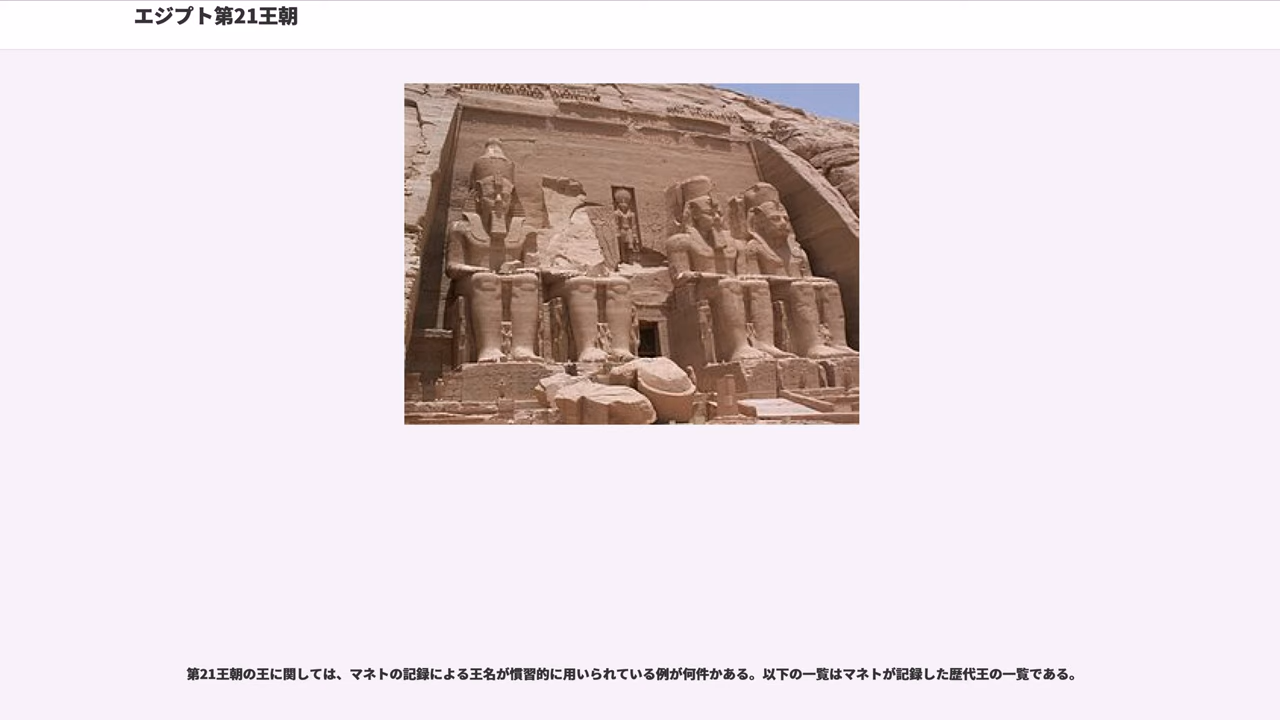 エジプト第21王朝
第21王朝の王に関しては、マネトの記録による王名が慣習的に用いられている例が何件かある。以下の一覧はマネトが記録した歴代王の一覧である。